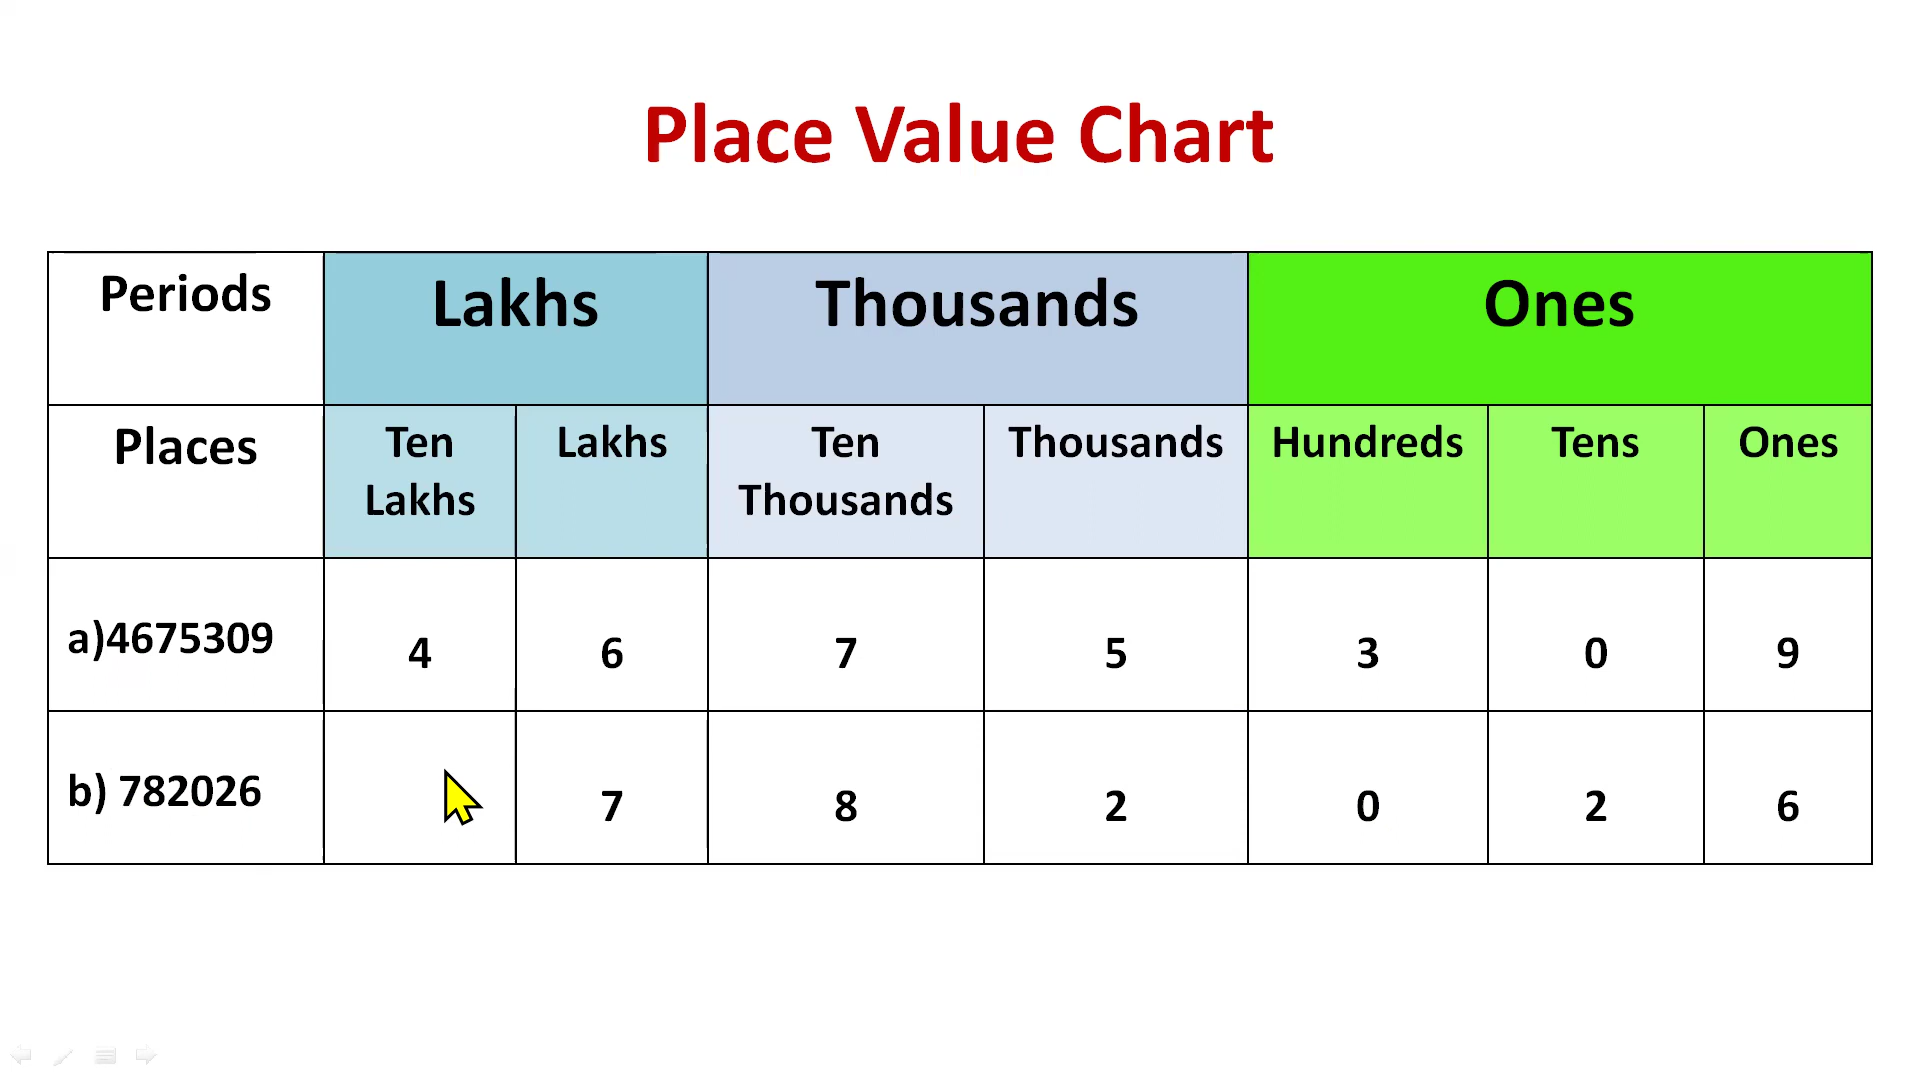 Place Value Chart
Periods Lakhs Thousands Ones
Places Ten Lakhs Lakhs Ten Thousands Thousands Hundreds Tens Ones
a)4675309 4 6 7 5 3 0 9
b) 782026 7 8 2 0 2 6